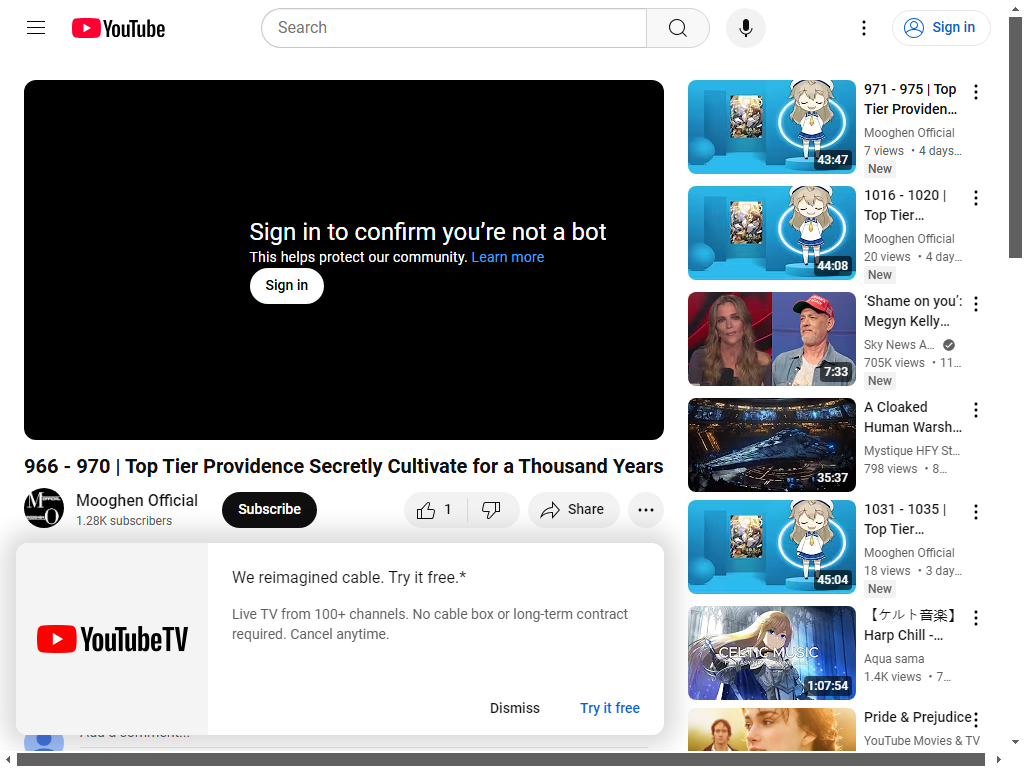 YouTube
Search
Sign in
Sign in to confirm you’re not a bot
This helps protect our community. Learn more
Sign in
966 - 970 | Top Tier Providence Secretly Cultivate for a Thousand Years
Mooghen Official
1.28K subscribers
Subscribe
1
Share
We reimagined cable. Try it free.*
Live TV from 100+ channels. No cable box or long-term contract
required. Cancel anytime.
YouTubeTV
Dismiss
Try it free
Add a comment...
971 - 975 | Top
Tier Providen…
Mooghen Official
7 views • 4 days…
New
43:47
1016 - 1020 |
Top Tier…
Mooghen Official
20 views • 4 day…
New
44:08
‘Shame on you’:
Megyn Kelly…
Sky News A…
705K views • 11…
New
7:33
A Cloaked
Human Warsh…
Mystique HFY St…
798 views • 8…
35:37
1031 - 1035 |
Top Tier…
Mooghen Official
18 views • 3 day…
New
45:04
【ケルト音楽】
Harp Chill -…
Aqua sama
1.4K views • 7…
CELTIC MUSIC
1:07:54
Pride & Prejudice
YouTube Movies & TV